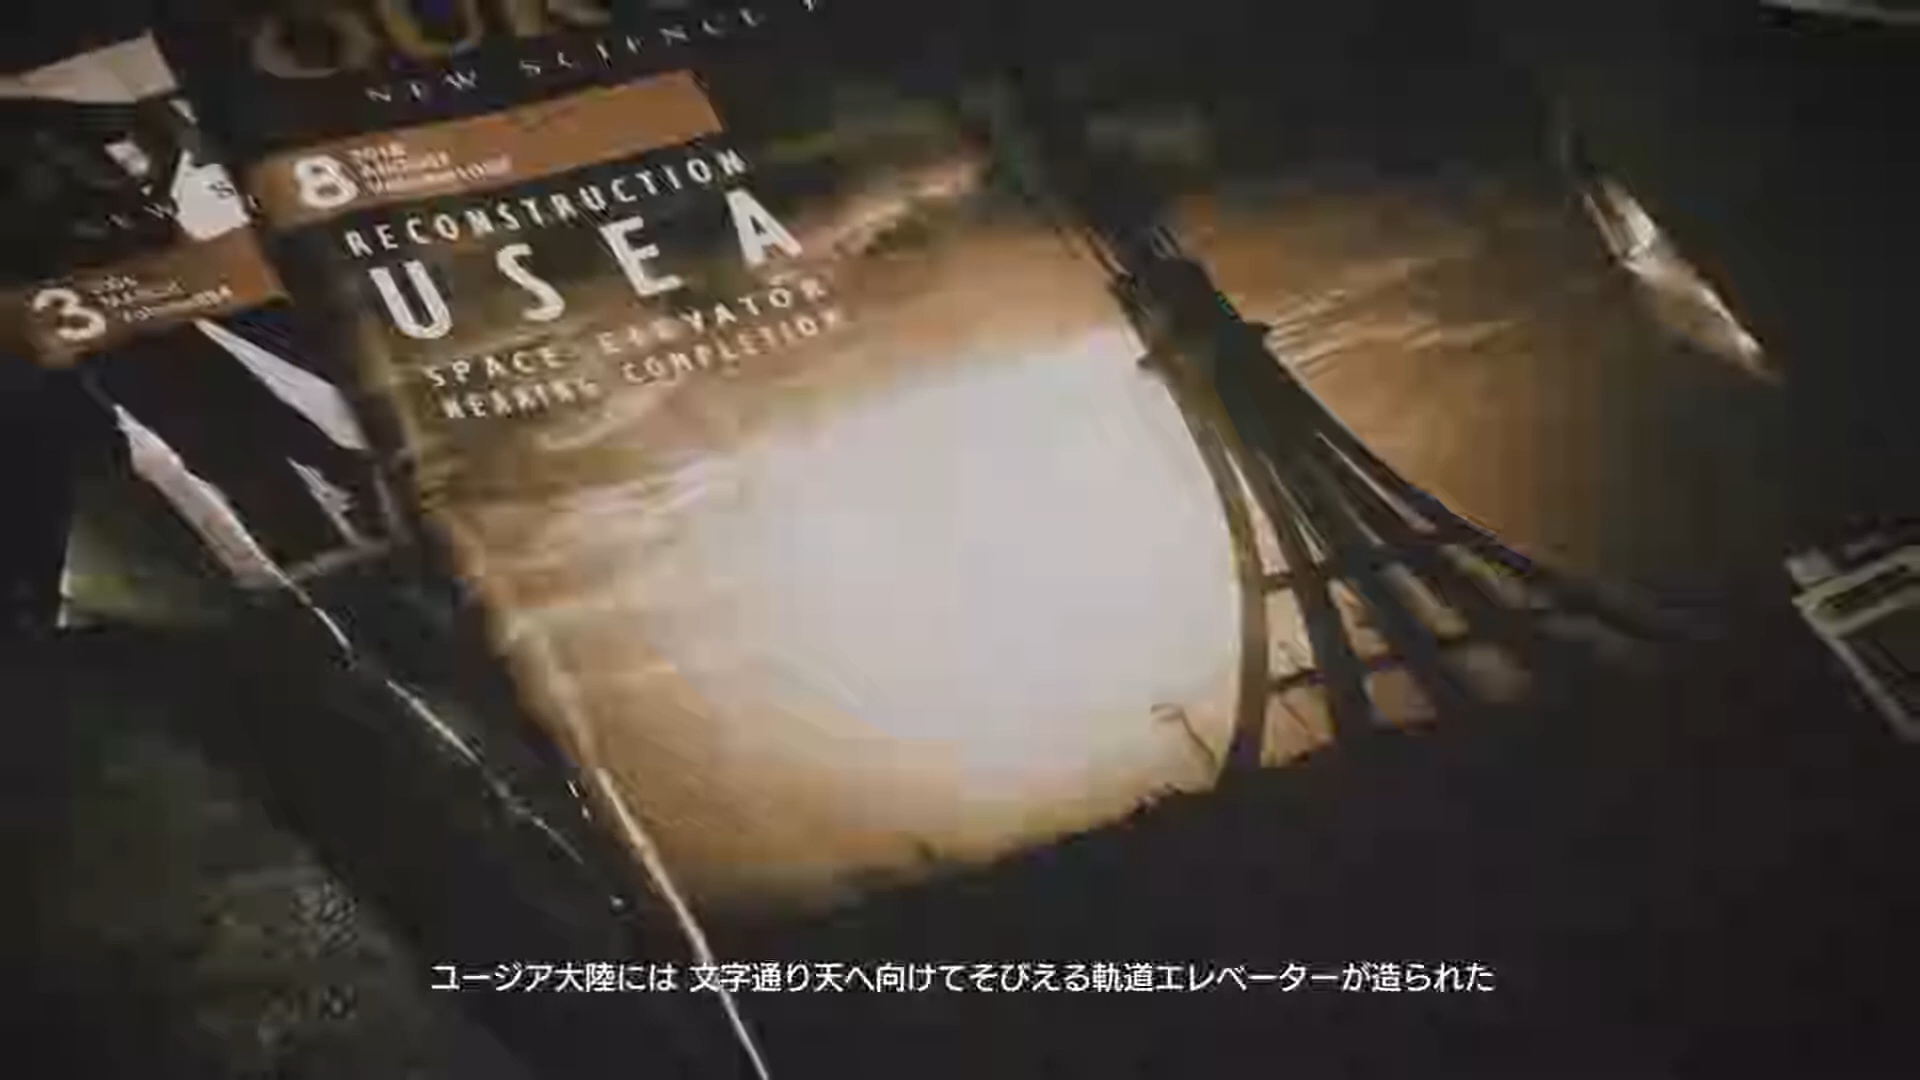 NEW SCIENCE
8
RECONSTRUCTION
USEA
SPACE ELEVATOR
NEARING COMPLETION
3
ユージア大陸には 文字通り天へ向けてそびえる軌道エレベーターが造られた